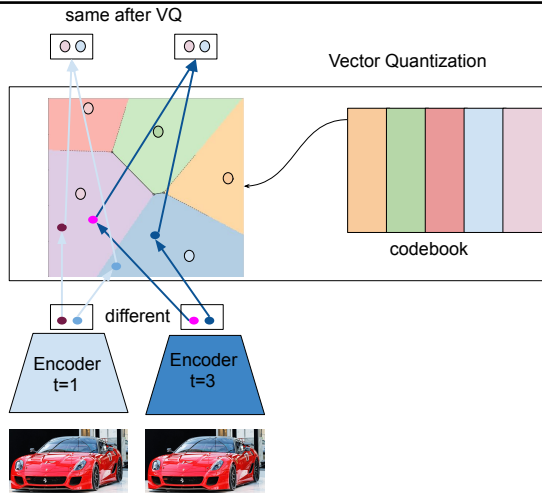 same after VQ
Vector Quantization
codebook
different
Encoder
t=1
Encoder
t=3